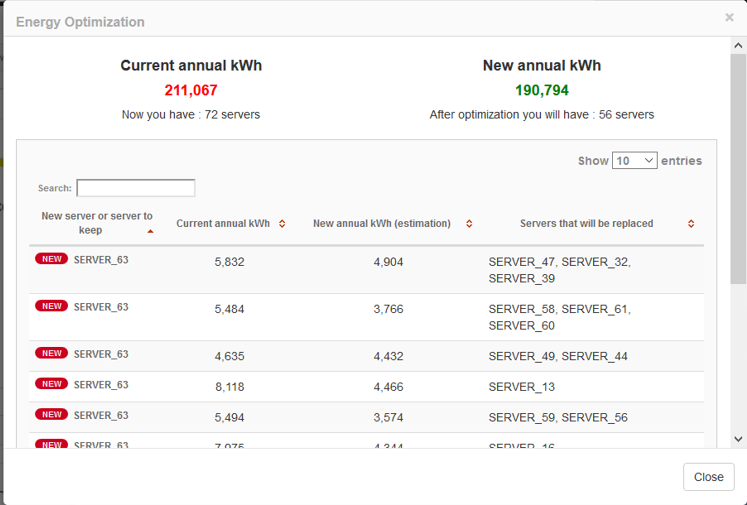 Energy Optimization
×
Current annual kWh
New annual kWh
211,067
190,794
Now you have : 72 servers
After optimization you will have : 56 servers
Show 10 entries
Search:
New server or server to
keep
Current annual kWh
New annual kWh (estimation)
Servers that will be replaced
NEW SERVER_63
5,832
4,904
SERVER_47, SERVER_32,
SERVER_39
NEW SERVER_63
5,484
3,766
SERVER_58, SERVER_61,
SERVER_60
NEW SERVER_63
4,635
4,432
SERVER_49, SERVER_44
NEW SERVER_63
8,118
4,466
SERVER_13
NEW SERVER_63
5,494
3,574
SERVER_59, SERVER_56
NEW SERVER_63
7,075
4,344
SERVER_16
Close